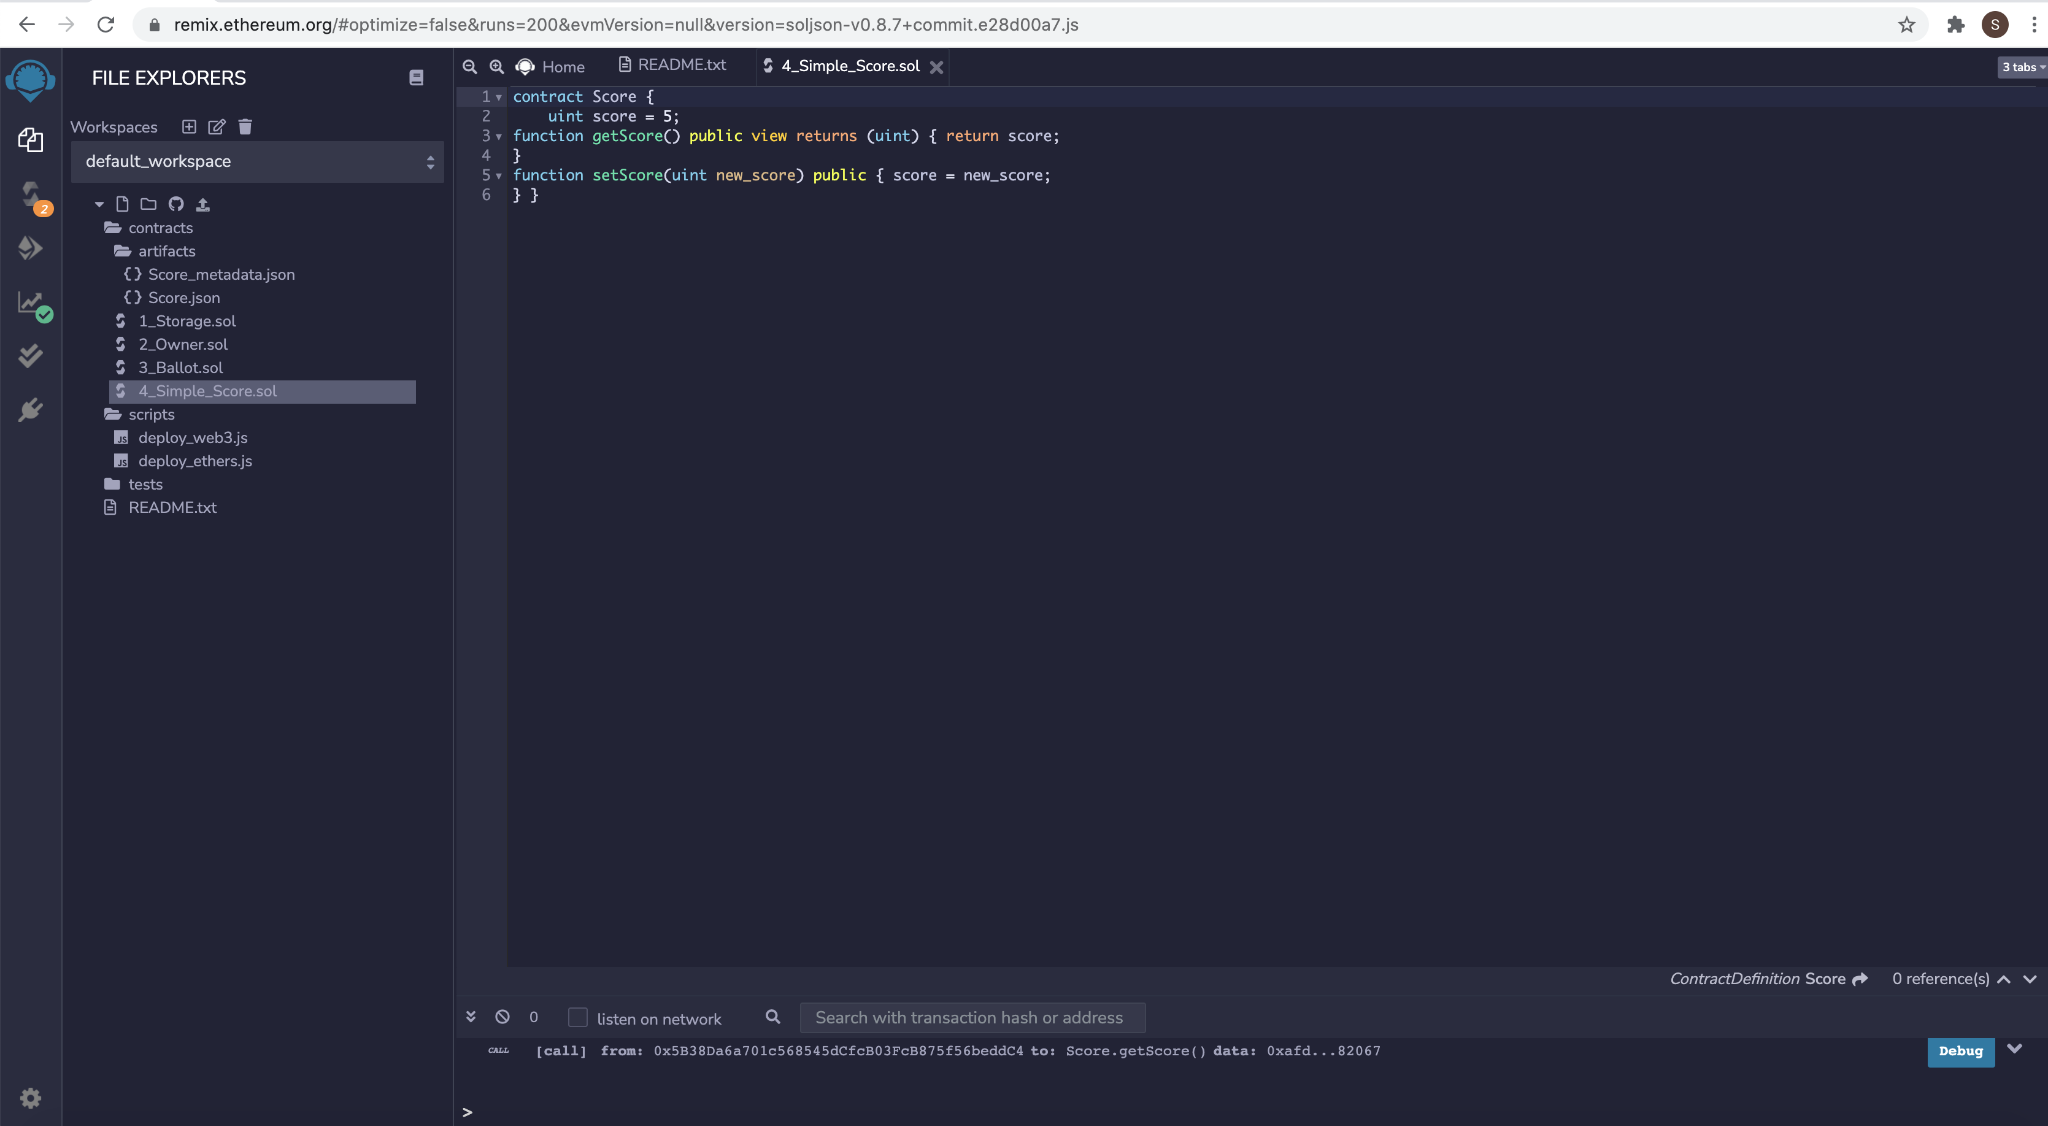 remix.ethereum.org/#optimize=false&runs=200&evmVersion=null&version=soljson-v0.8.7+commit.e28d00a7.js
S
FILE EXPLORERS
Workspaces
default_workspace
2
contracts
artifacts
{} Score_metadata.json
{} Score.json
1_Storage.sol
2_Owner.sol
3_Ballot.sol
4_Simple_Score.sol
scripts
JS deploy_web3.js
JS deploy_ethers.js
tests
README.txt
Home README.txt 4_Simple_Score.sol 3 tabs
1 contract Score {
2 uint score = 5;
3 function getScore() public view returns (uint) { return score;
4 }
5 function setScore(uint new_score) public { score = new_score;
6 } }
ContractDefinition Score 0 reference(s)
0 listen on network Search with transaction hash or address
CALL [call] from: 0x5B38Da6a701c568545dCfcB03FcB875f56beddC4 to: Score.getScore() data: 0xafd...82067 Debug
>